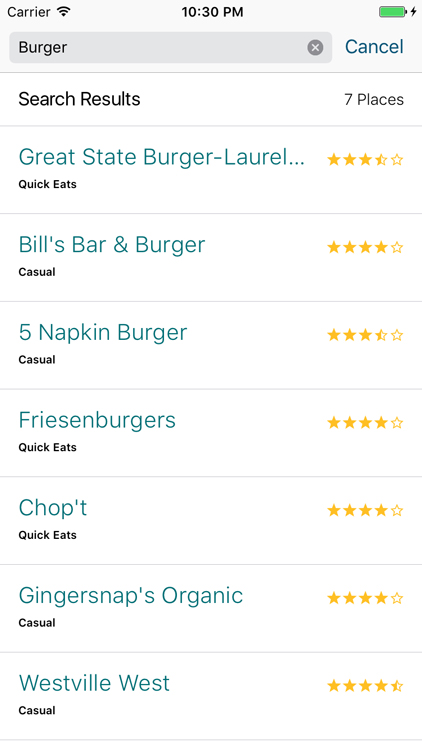 Carrier 10:30 PM
Burger Cancel
Search Results 7 Places
Great State Burger-Laurel...
Quick Eats
Bill's Bar & Burger
Casual
5 Napkin Burger
Casual
Friesenburgers
Quick Eats
Chop't
Quick Eats
Gingersnap's Organic
Casual
Westville West
Casual